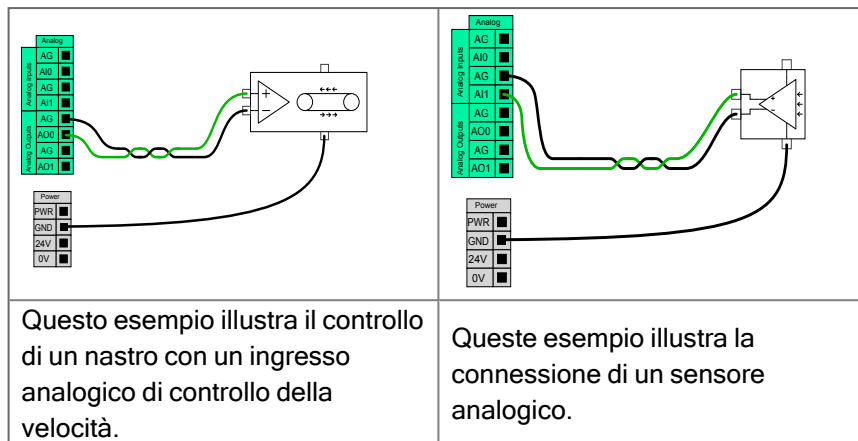 Analog
AG
AI0
AG
AI1
AG
AO0
AG
AO1
Analog Inputs
Analog Outputs
Power
PWR
GND
24V
0V
+
−
Questo esempio illustra il controllo
di un nastro con un ingresso
analogico di controllo della
velocità.
Analog
AG
AI0
AG
AI1
AG
AO0
AG
AO1
Analog Inputs
Analog Outputs
Power
PWR
GND
24V
0V
+
-
Queste esempio illustra la
connessione di un sensore
analogico.